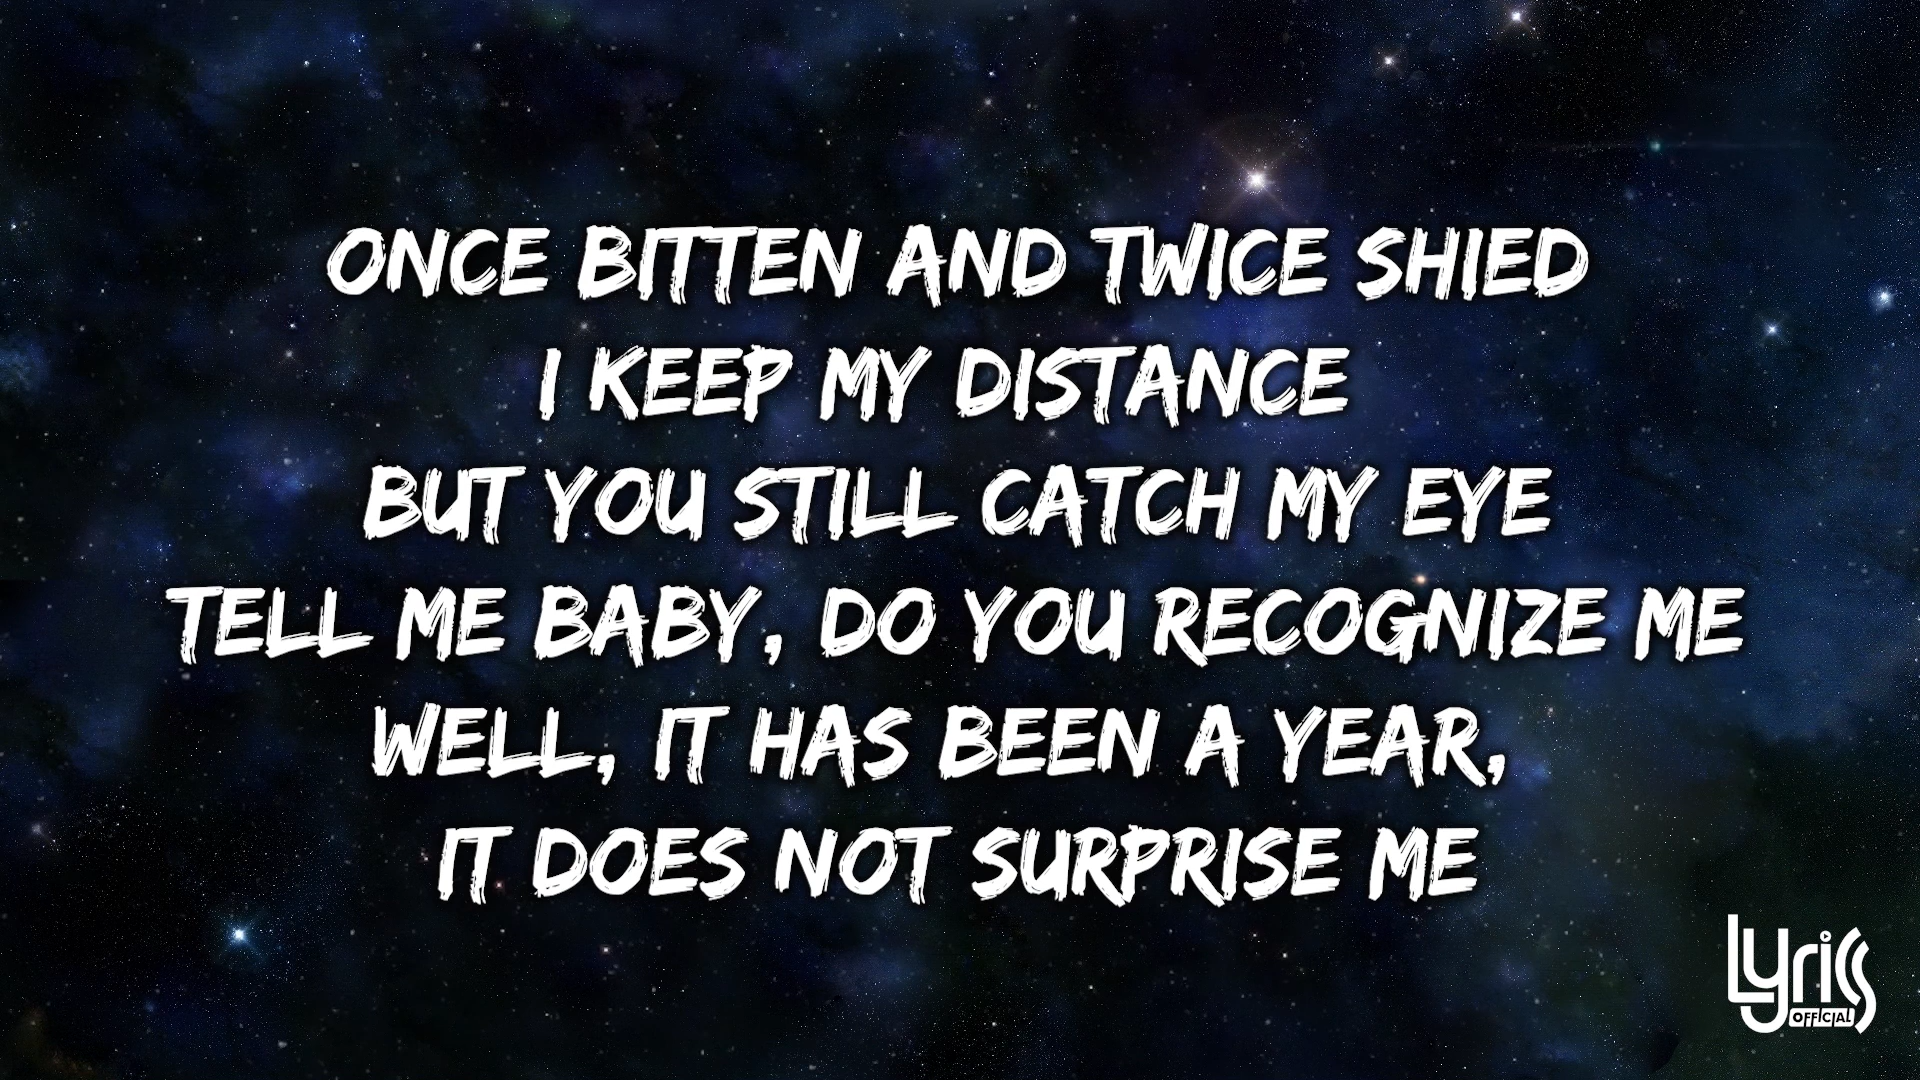 ONCE BITTEN AND TWICE SHIED
I KEEP MY DISTANCE
BUT YOU STILL CATCH MY EYE
TELL ME BABY, DO YOU RECOGNIZE ME
WELL, IT HAS BEEN A YEAR,
IT DOES NOT SURPRISE ME
Lyrics
OFFICIAL